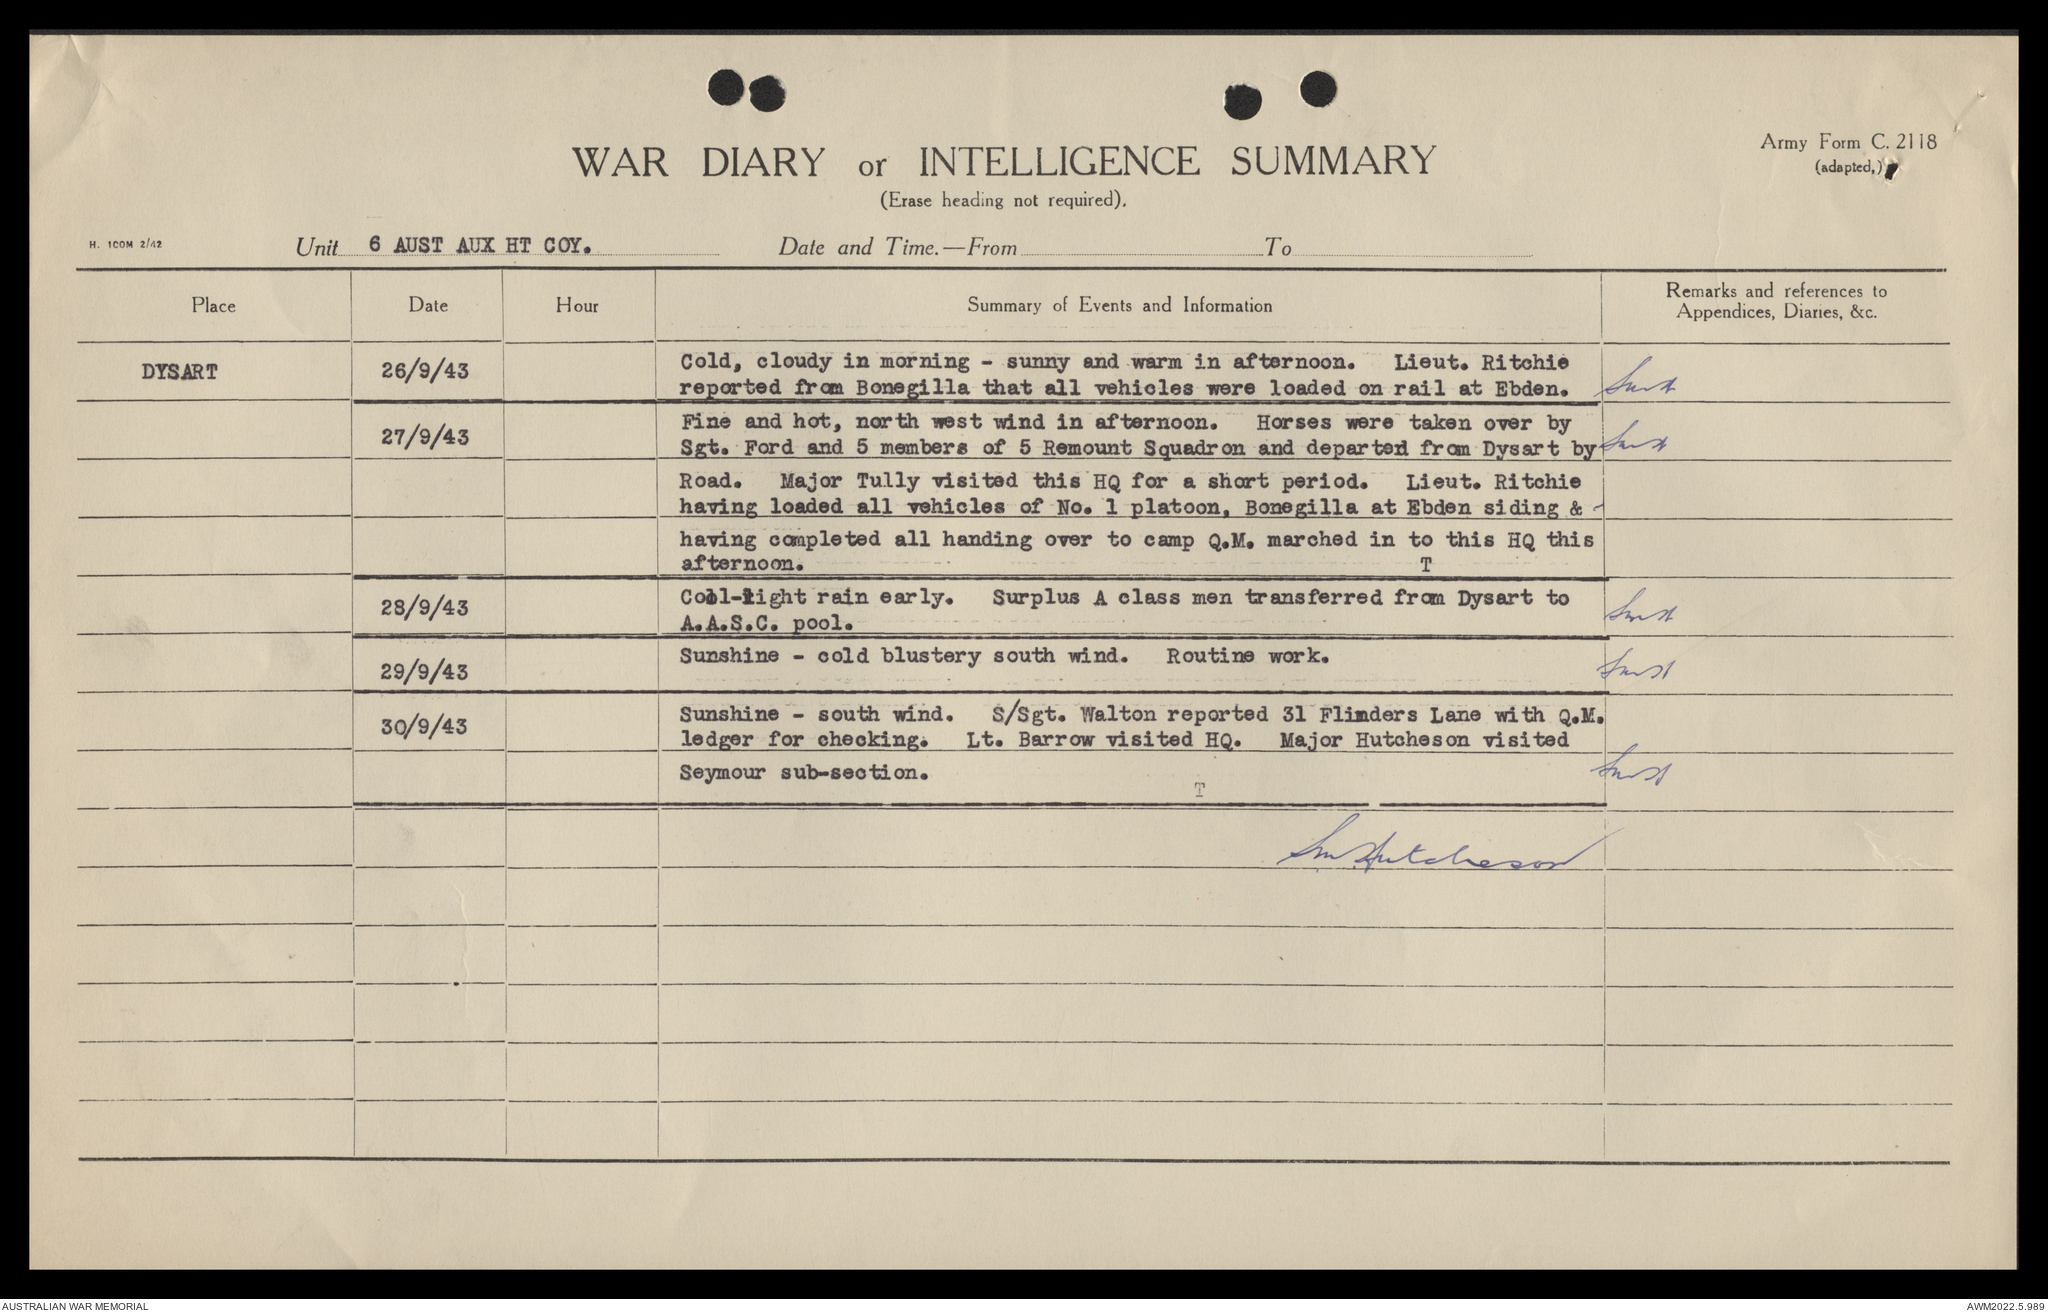 Army Form C. 2118
(adapted,)
WAR DIARY or INTELLIGENCE SUMMARY
(Erase heading not required).
H. 100M 2/42
Unit 6 AUST AUX HT COY. Date and Time.—From To
Place Date Hour Summary of Events and Information Remarks and references to
Appendices, Diaries, &c.
DYSART 26/9/43 Cold, cloudy in morning - sunny and warm in afternoon. Lieut. Ritchie
reported from Bonegilla that all vehicles were loaded on rail at Ebden.
27/9/43 Fine and hot, north west wind in afternoon. Horses were taken over by
Sgt. Ford and 5 members of 5 Remount Squadron and departed from Dysart by
Road. Major Tully visited this HQ for a short period. Lieut. Ritchie
having loaded all vehicles of No. 1 platoon, Bonegilla at Ebden siding &
having completed all handing over to camp Q.M. marched in to this HQ this
afternoon. T
28/9/43 Cool-light rain early. Surplus A class men transferred from Dysart to
A.A.S.C. pool.
29/9/43 Sunshine - cold blustery south wind. Routine work.
30/9/43 Sunshine - south wind. S/Sgt. Walton reported 31 Flinders Lane with Q.M.
ledger for checking. Lt. Barrow visited HQ. Major Hutcheson visited
Seymour sub-section.
T
Hutcheson
AUSTRALIAN WAR MEMORIAL AWM2022.5.989